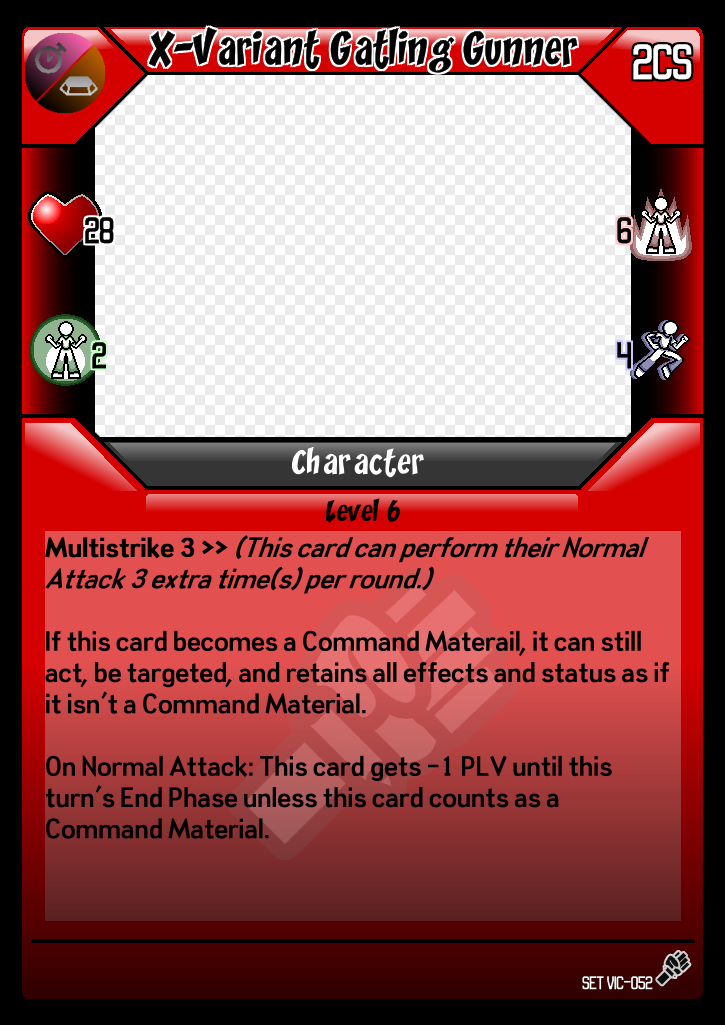 X-Variant Gatling Gunner
2CS
28
6
2
4
Character
Level 6
Multistrike 3 >> (This card can perform their Normal
Attack 3 extra time(s) per round.)
If this card becomes a Command Materail, it can still
act, be targeted, and retains all effects and status as if
it isn't a Command Material.
On Normal Attack: This card gets -1 PLV until this
turn's End Phase unless this card counts as a
Command Material.
SET VIC-052